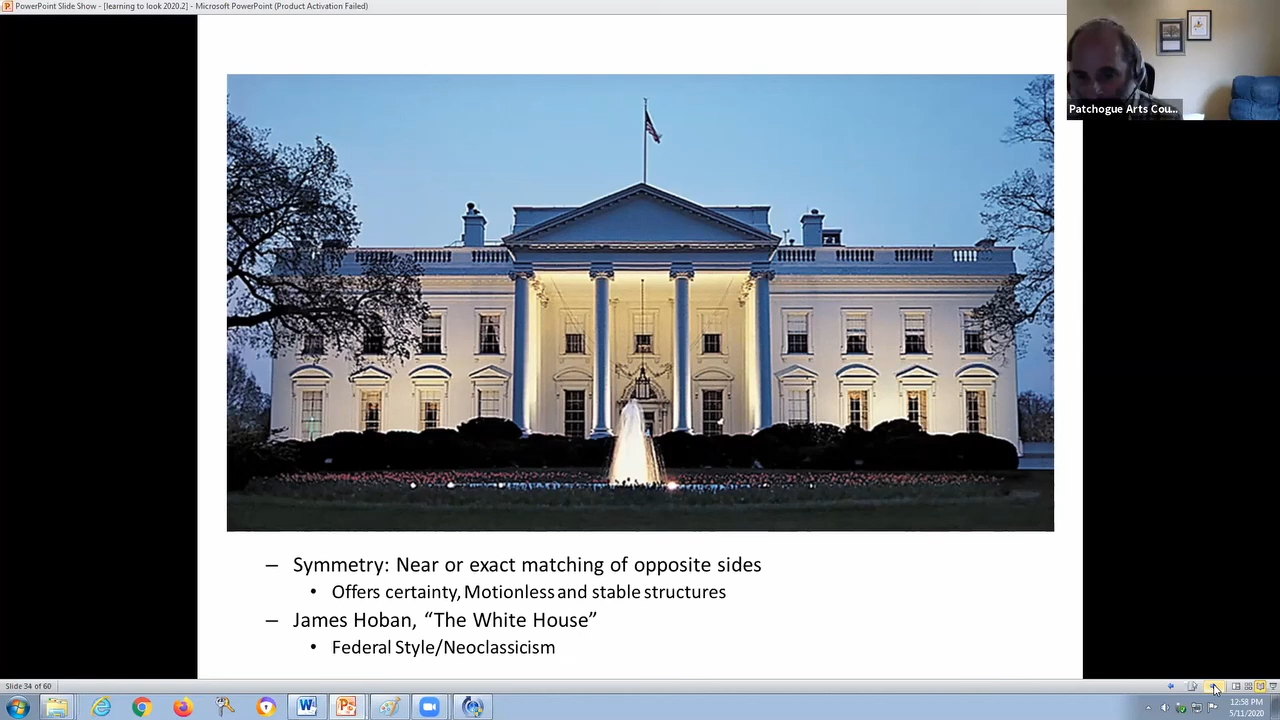 PowerPoint Slide Show - [learning to look 2020.2] - Microsoft PowerPoint (Product Activation Failed)
Patchogue Arts Cou...
– Symmetry: Near or exact matching of opposite sides
• Offers certainty, Motionless and stable structures
– James Hoban, “The White House”
• Federal Style/Neoclassicism
Slide 34 of 60
12:58 PM
5/11/2020